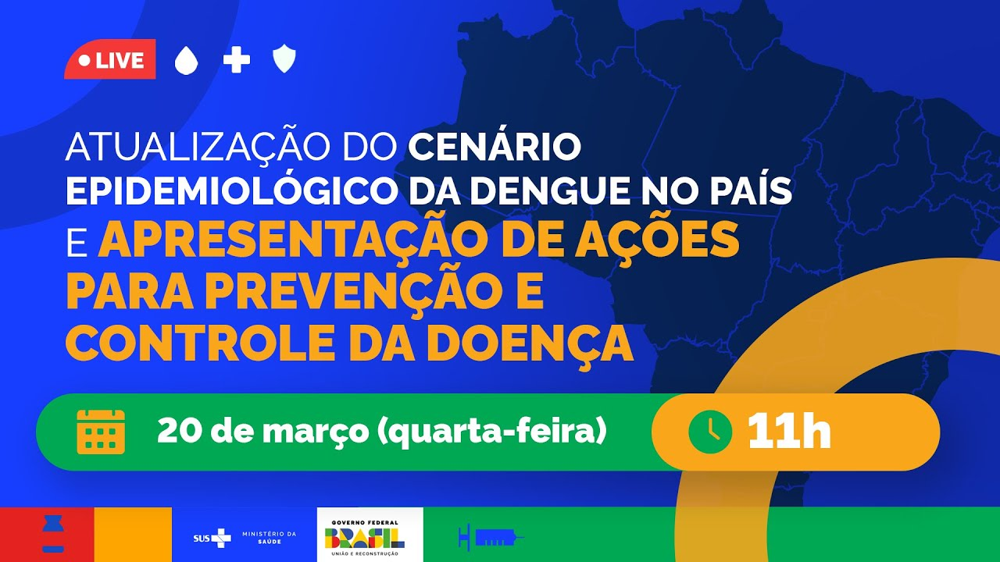 LIVE
ATUALIZAÇÃO DO CENÁRIO
EPIDEMIOLÓGICO DA DENGUE NO PAÍS
E APRESENTAÇÃO DE AÇÕES
PARA PREVENÇÃO E
CONTROLE DA DOENÇA
20 de março (quarta-feira)
11h
SUS
MINISTÉRIO DA
SAÚDE
GOVERNO FEDERAL
BRASIL
UNIÃO E RECONSTRUÇÃO